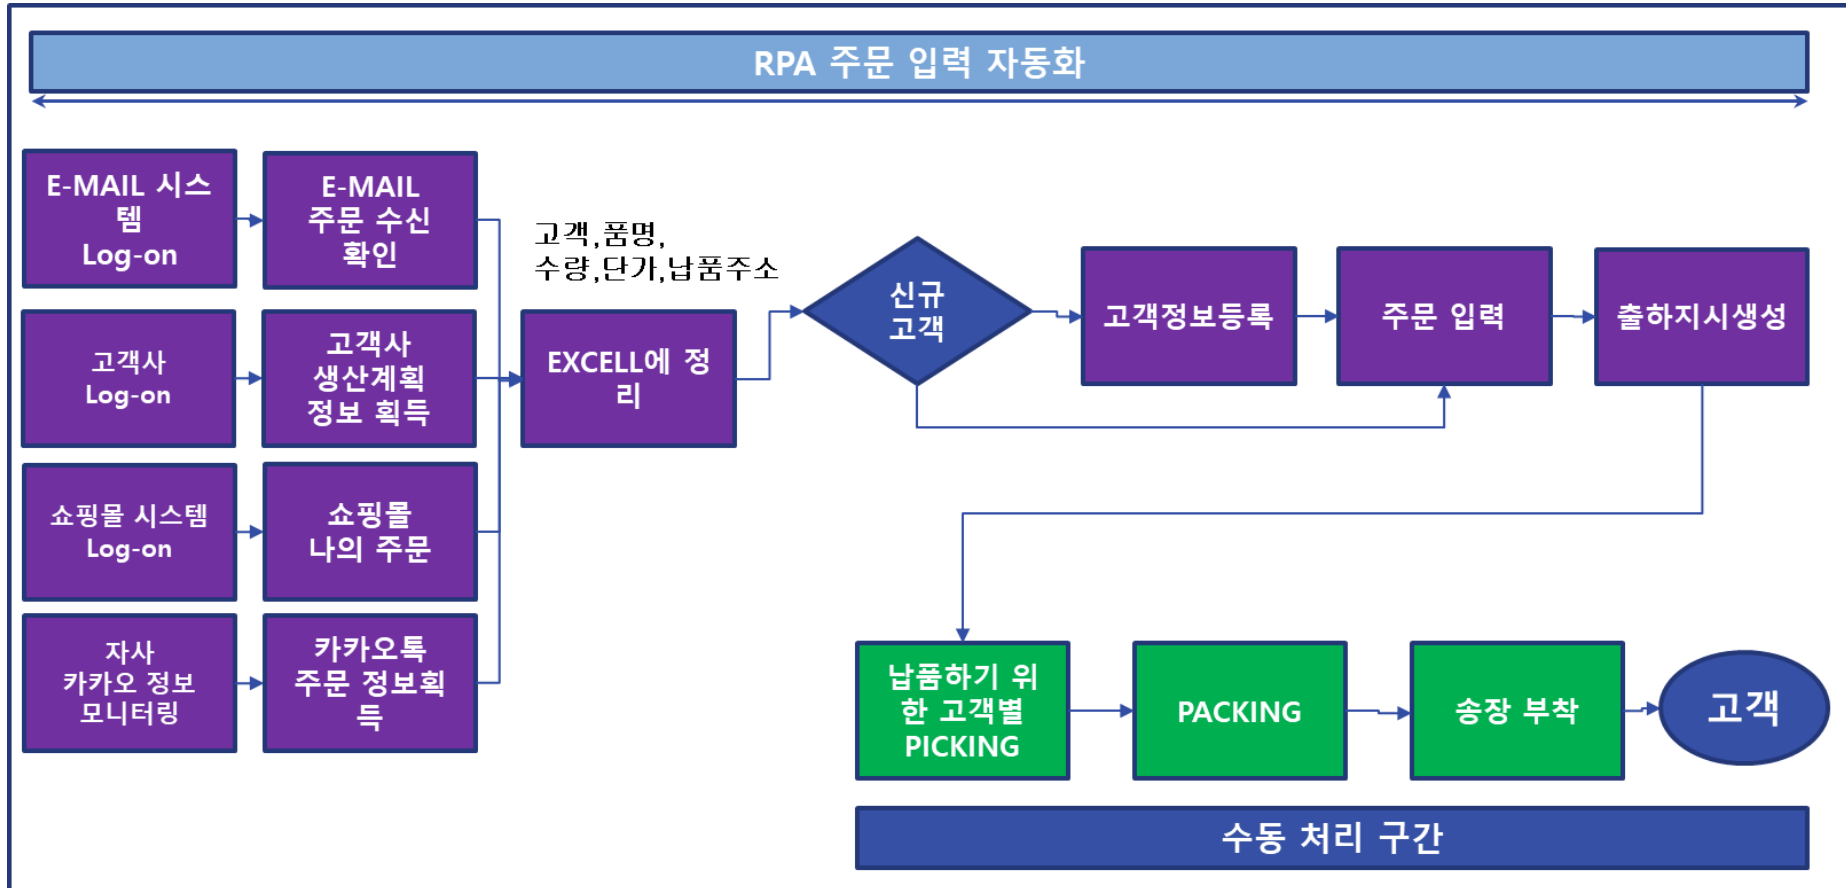 RPA 주문 입력 자동화
E-MAIL 시스
템
Log-on
E-MAIL
주문 수신
확인
고객,품명,
수량,단가,납품주소
신규
고객
고객정보등록
주문 입력
출하지시생성
고객사
Log-on
고객사
생산계획
정보 획득
EXCELL에 정
리
쇼핑몰 시스템
Log-on
쇼핑몰
나의 주문
자사
카카오 정보
모니터링
카카오톡
주문 정보획
득
납품하기 위
한 고객별
PICKING
PACKING
송장 부착
고객
수동 처리 구간